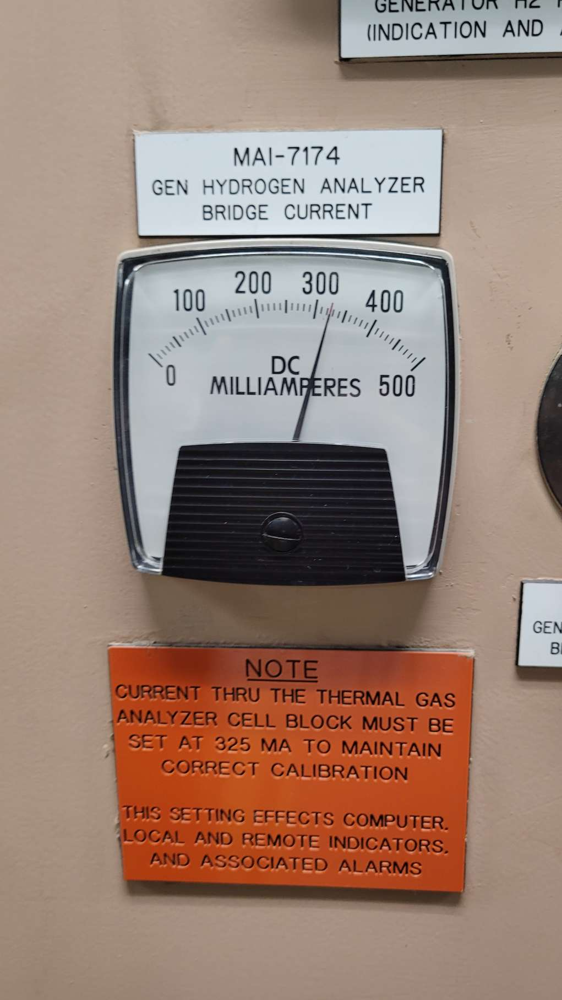 GENERATOR H2
(INDICATION AND
MAI-7174
GEN HYDROGEN ANALYZER
BRIDGE CURRENT
0 100 200 300 400 500
DC
MILLIAMPERES
GEN
NOTE
CURRENT THRU THE THERMAL GAS
ANALYZER CELL BLOCK MUST BE
SET AT 325 MA TO MAINTAIN
CORRECT CALIBRATION
THIS SETTING EFFECTS COMPUTER.
LOCAL AND REMOTE INDICATORS.
AND ASSOCIATED ALARMS